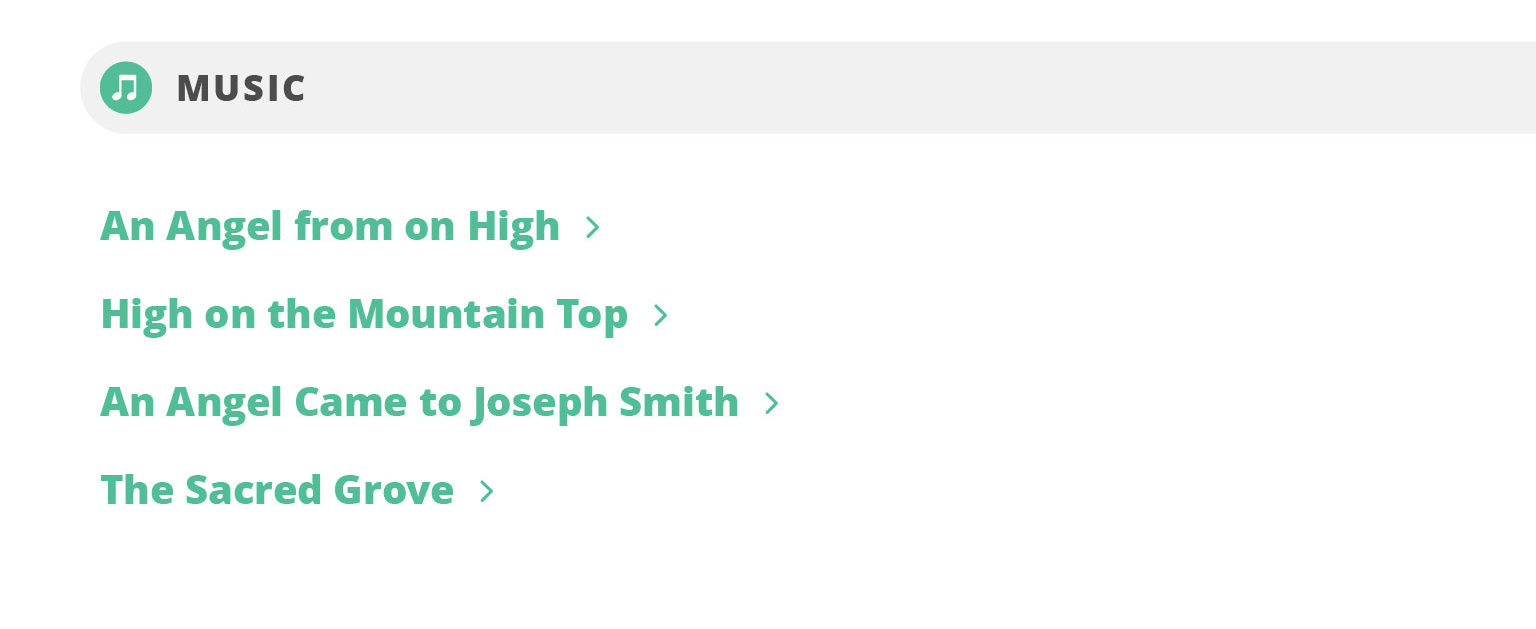 MUSIC
An Angel from on High
High on the Mountain Top
An Angel Came to Joseph Smith
The Sacred Grove